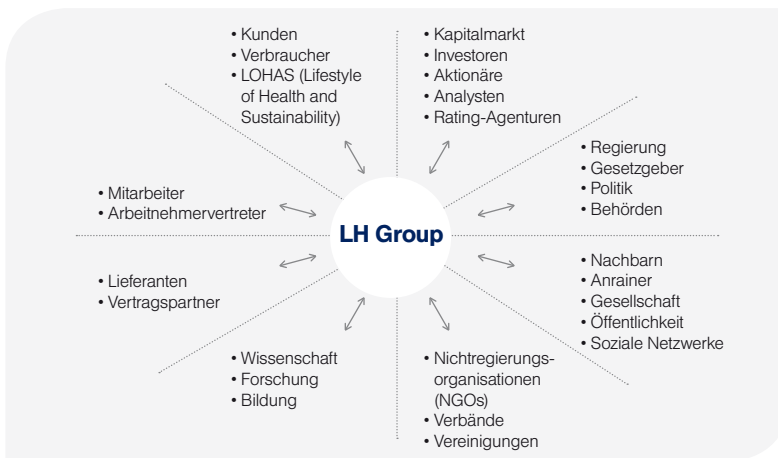 • Kunden
• Verbraucher
• LOHAS (Lifestyle
of Health and
Sustainability)
• Kapitalmarkt
• Investoren
• Aktionäre
• Analysten
• Rating-Agenturen
• Regierung
• Gesetzgeber
• Politik
• Behörden
• Mitarbeiter
• Arbeitnehmervertreter
LH Group
• Lieferanten
• Vertragspartner
• Nachbarn
• Anrainer
• Gesellschaft
• Öffentlichkeit
• Soziale Netzwerke
• Wissenschaft
• Forschung
• Bildung
• Nichtregierungs-
organisationen
(NGOs)
• Verbände
• Vereinigungen